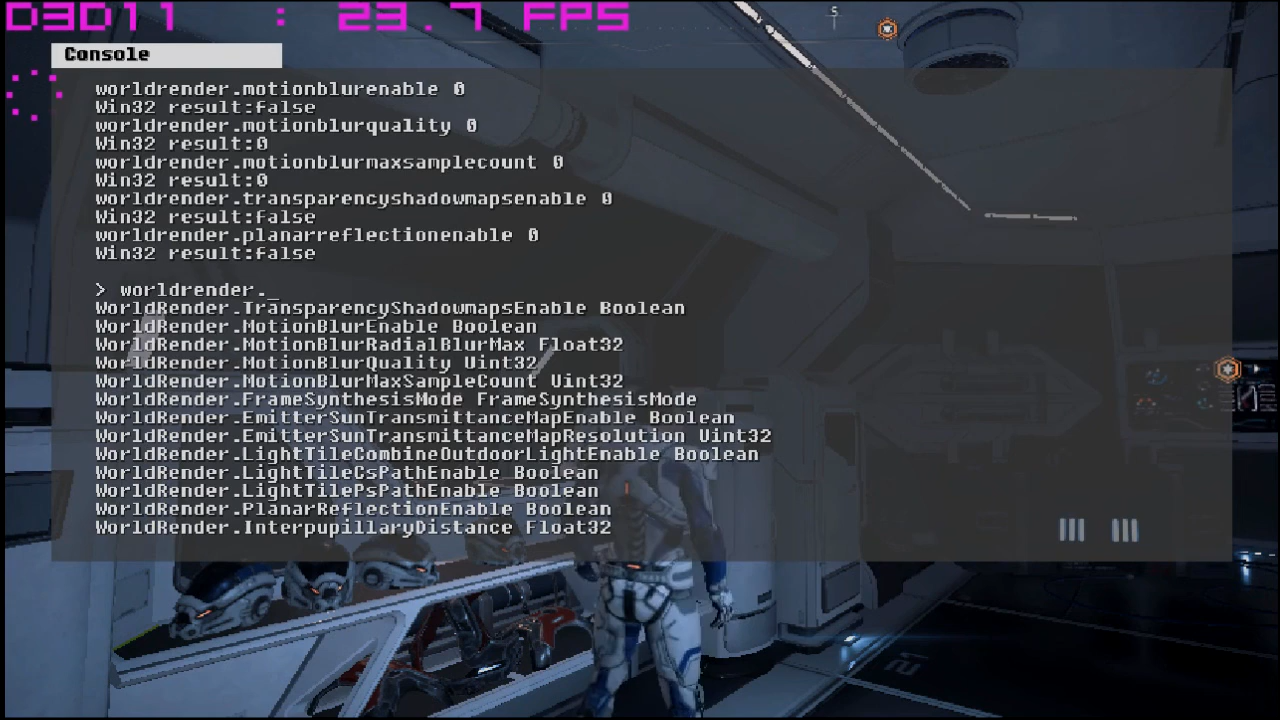 D3D11 : 23.7 FPS
S
Console
worldrender.motionblurenable 0
Win32 result:false
worldrender.motionblurquality 0
Win32 result:0
worldrender.motionblurmaxsamplecount 0
Win32 result:0
worldrender.transparencyshadowmapsenable 0
Win32 result:false
worldrender.planarreflectionenable 0
Win32 result:false
> worldrender._
WorldRender.TransparencyShadowmapsEnable Boolean
WorldRender.MotionBlurEnable Boolean
WorldRender.MotionBlurRadialBlurMax Float32
WorldRender.MotionBlurQuality Uint32
WorldRender.MotionBlurMaxSampleCount Uint32
WorldRender.FrameSynthesisMode FrameSynthesisMode
WorldRender.EmitterSunTransmittanceMapEnable Boolean
WorldRender.EmitterSunTransmittanceMapResolution Uint32
WorldRender.LightTileCombineOutdoorLightEnable Boolean
WorldRender.LightTileCsPathEnable Boolean
WorldRender.LightTilePsPathEnable Boolean
WorldRender.PlanarReflectionEnable Boolean
WorldRender.InterpupillaryDistance Float32